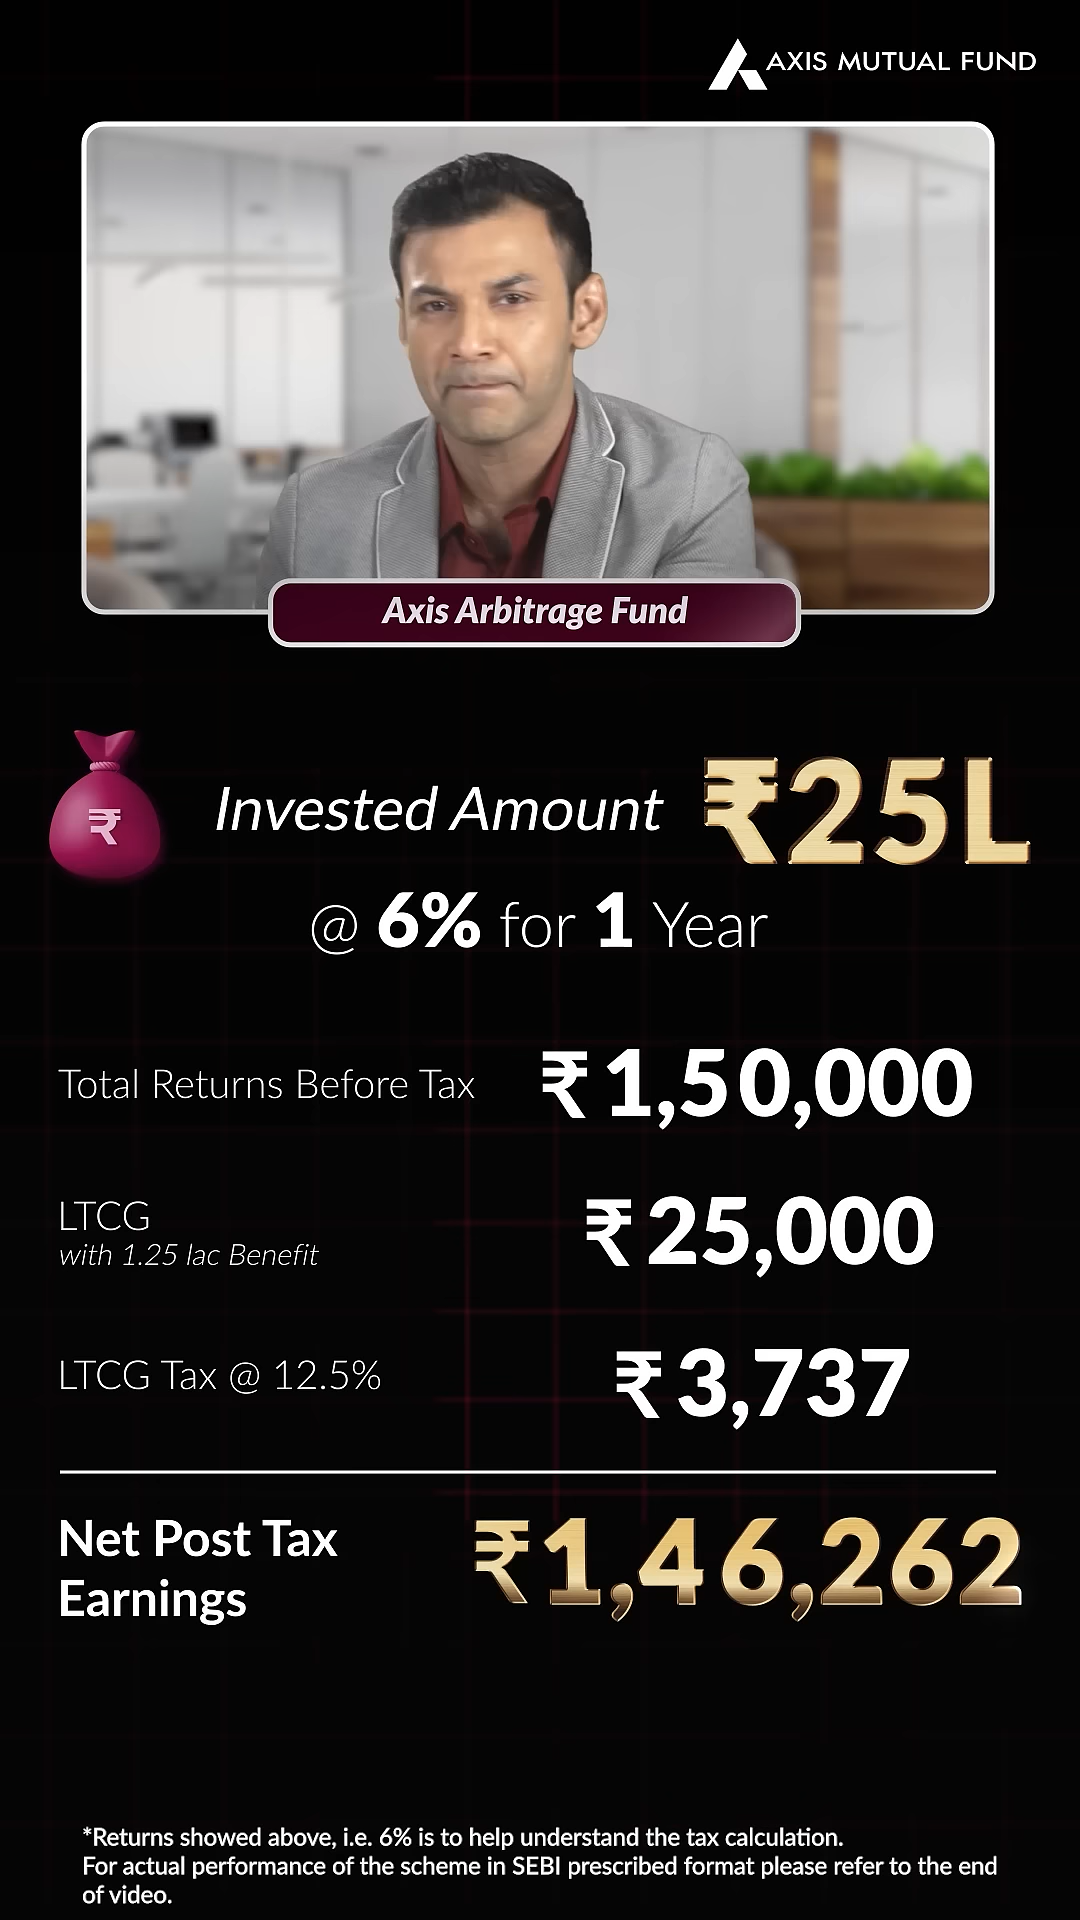 AXIS MUTUAL FUND
Axis Arbitrage Fund
₹
Invested Amount ₹25L
@ 6% for 1 Year
Total Returns Before Tax ₹1,50,000
LTCG ₹25,000
with 1.25 lac Benefit
LTCG Tax @ 12.5% ₹3,737
Net Post Tax ₹1,46,262
Earnings
*Returns showed above, i.e. 6% is to help understand the tax calculation.
For actual performance of the scheme in SEBI prescribed format please refer to the end
of video.